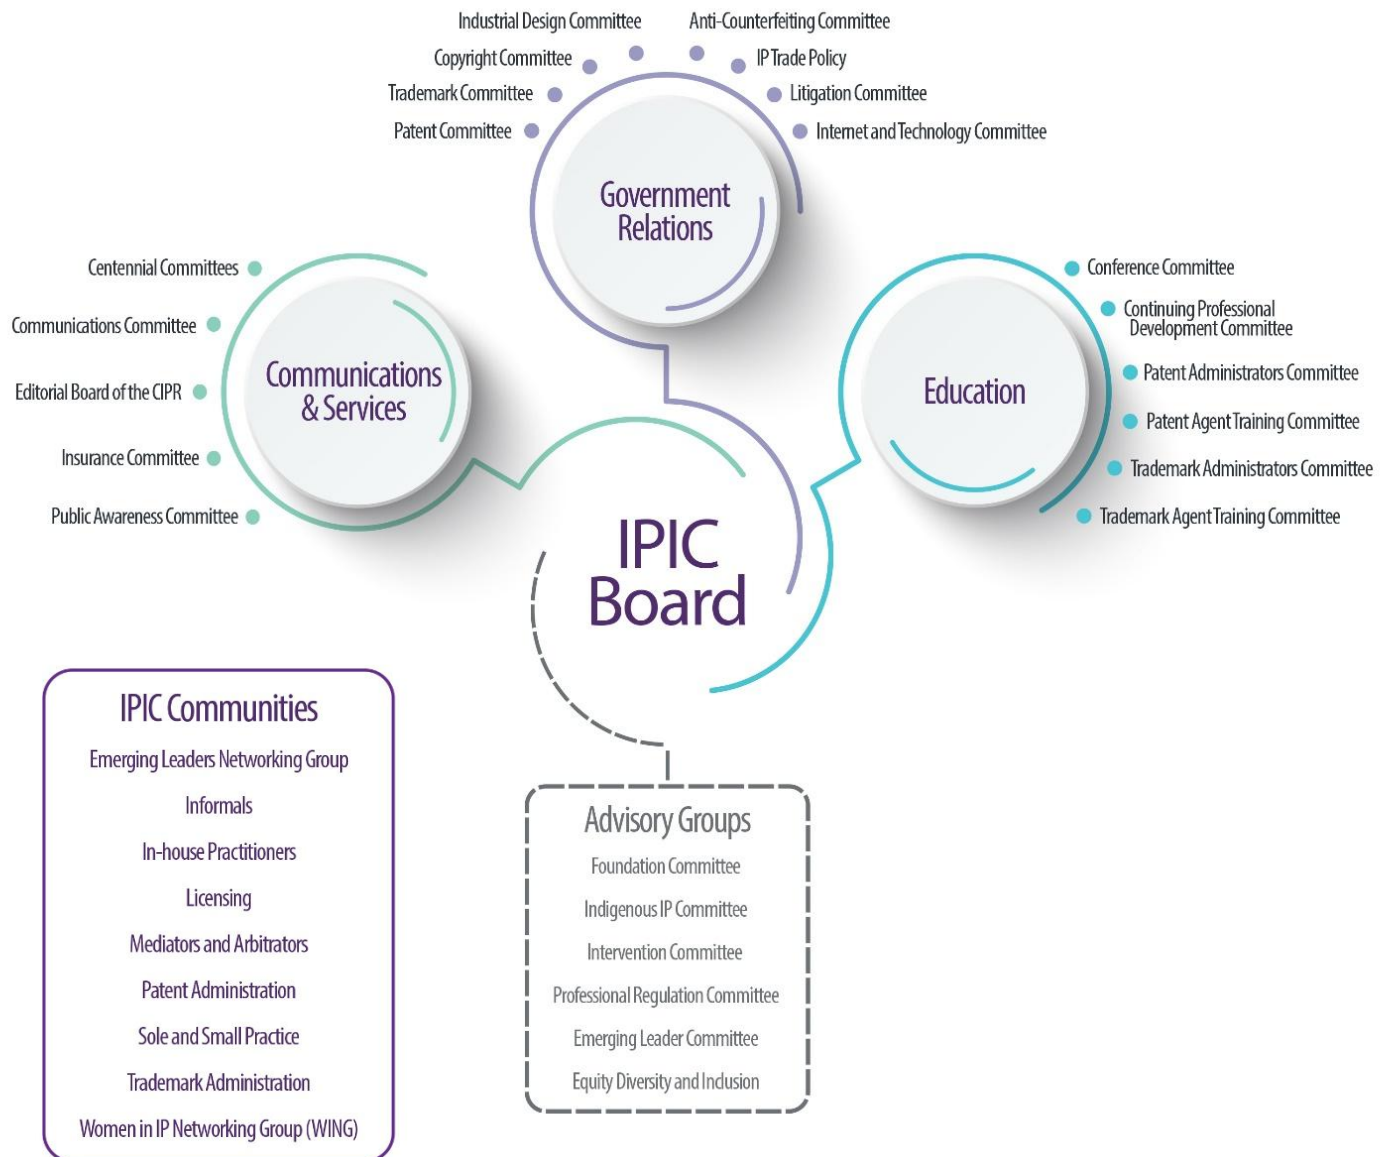 Industrial Design Committee
Anti-Counterfeiting Committee
Copyright Committee
IP Trade Policy
Trademark Committee
Litigation Committee
Patent Committee
Internet and Technology Committee
Government
Relations
Centennial Committees
Communications Committee
Editorial Board of the CIPR
Insurance Committee
Public Awareness Committee
Communications
& Services
Education
Conference Committee
Continuing Professional
Development Committee
Patent Administrators Committee
Patent Agent Training Committee
Trademark Administrators Committee
Trademark Agent Training Committee
IPIC
Board
IPIC Communities
Emerging Leaders Networking Group
Informals
In-house Practitioners
Licensing
Mediators and Arbitrators
Patent Administration
Sole and Small Practice
Trademark Administration
Women in IP Networking Group (WING)
Advisory Groups
Foundation Committee
Indigenous IP Committee
Intervention Committee
Professional Regulation Committee
Emerging Leader Committee
Equity Diversity and Inclusion